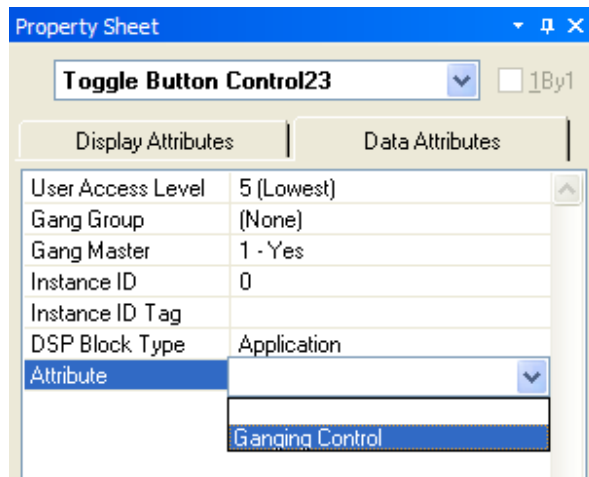 Property Sheet
Toggle Button Control23 1By1
Display Attributes Data Attributes
User Access Level 5 (Lowest)
Gang Group (None)
Gang Master 1 - Yes
Instance ID 0
Instance ID Tag
DSP Block Type Application
Attribute
Ganging Control